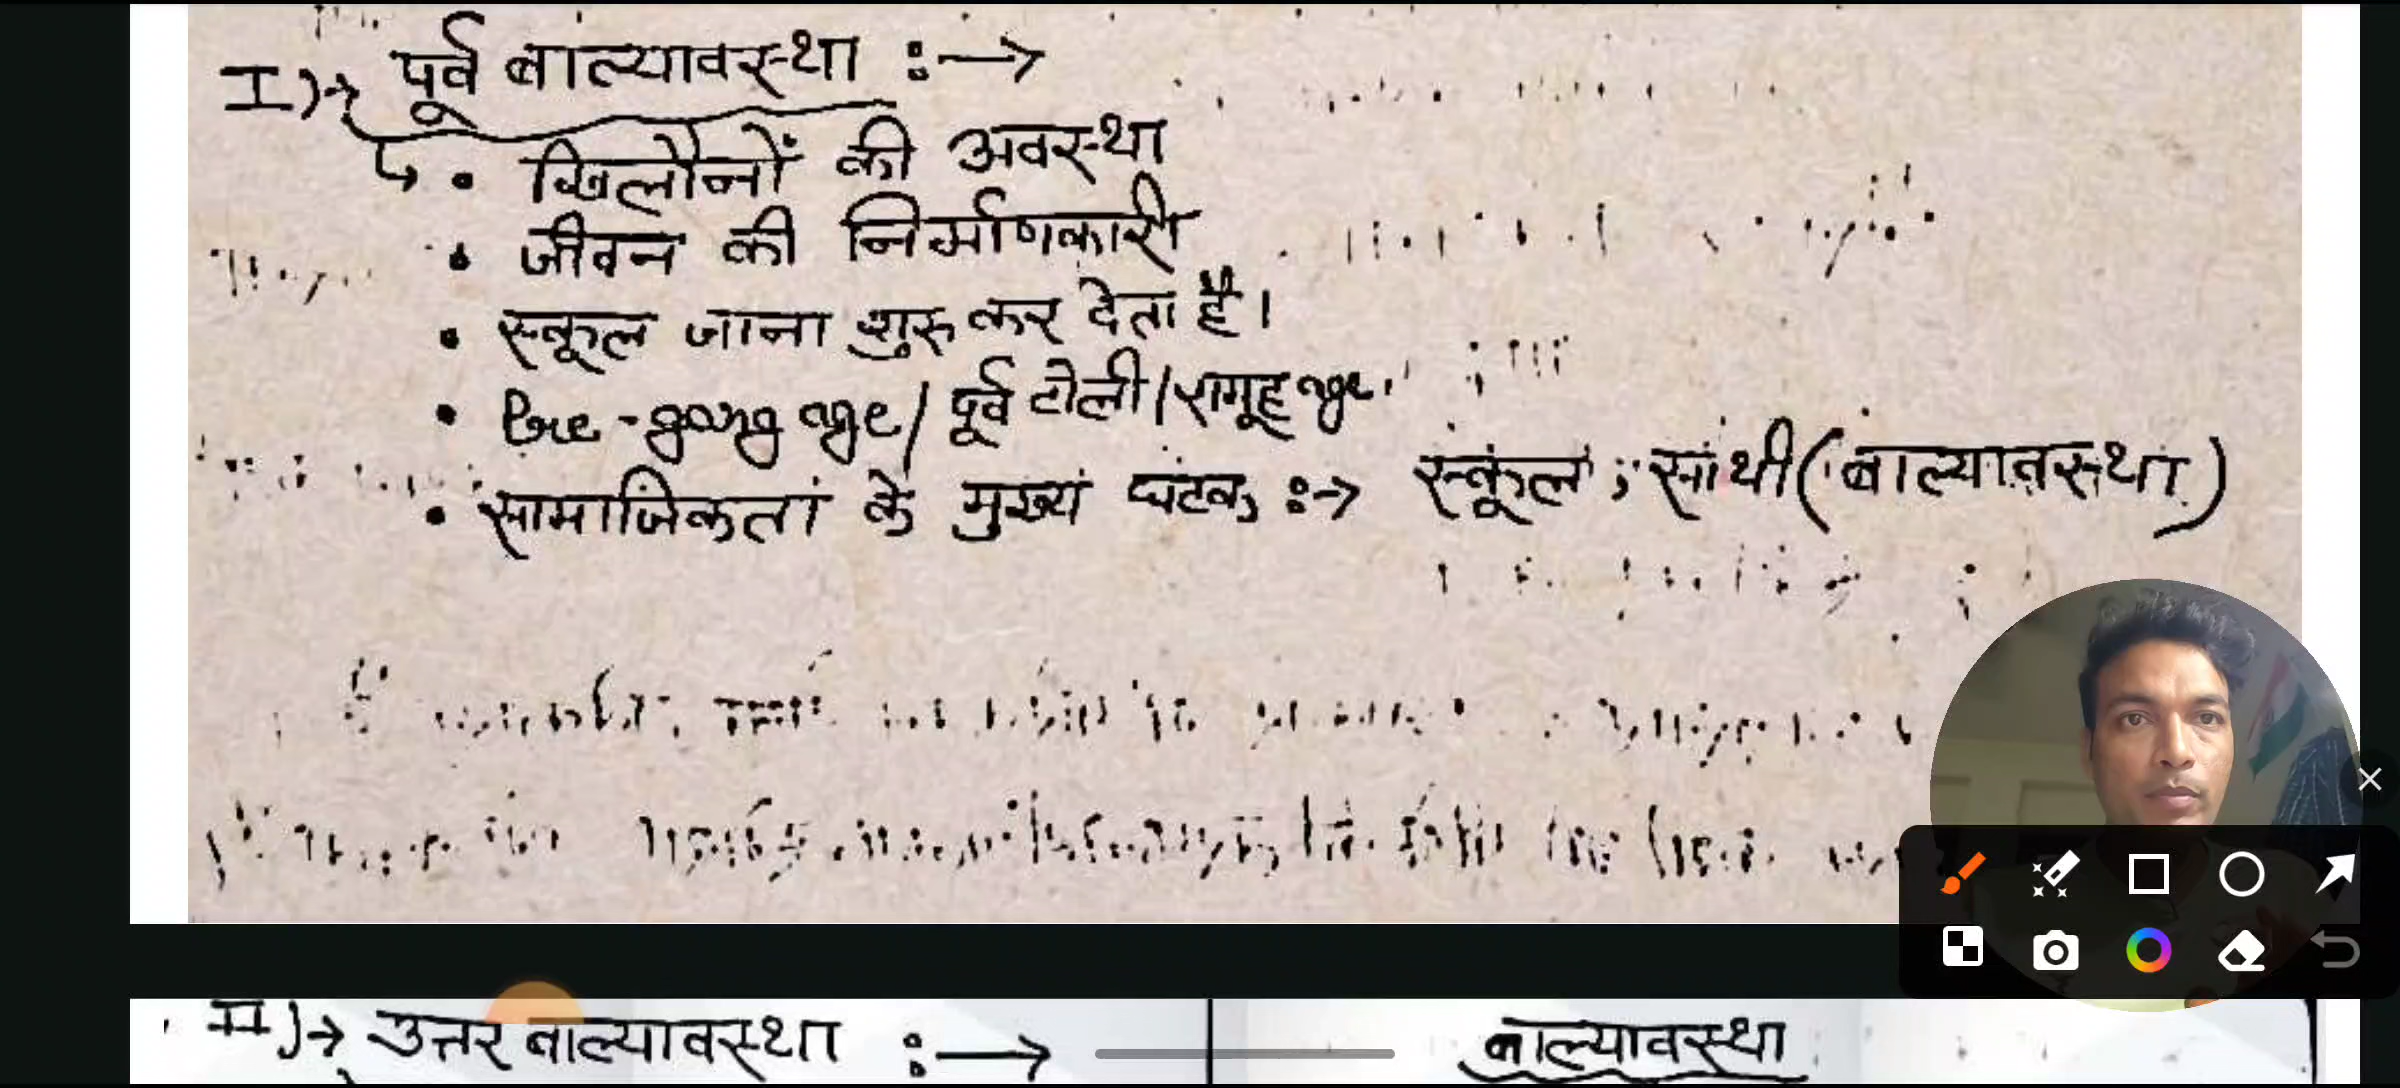 I)→ पूर्व बाल्यावस्था :→
↳ • खिलौनों की अवस्था
• जीवन की निर्माणकारी
• स्कूल जाना शुरू कर देता है।
• Pre-gang age / पूर्व टोली / समूह age
• सामाजिकता के मुख्य घटक :→ स्कूल, साथी (बाल्यावस्था)
II)→ उत्तर बाल्यावस्था :→
बाल्यावस्था